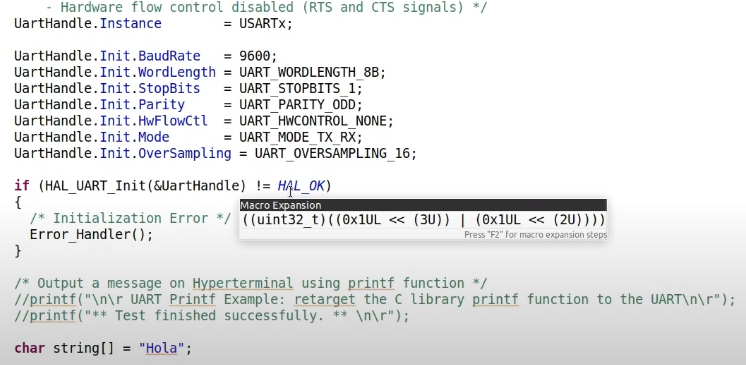 - Hardware flow control disabled (RTS and CTS signals) */
UartHandle.Instance = USARTx;
UartHandle.Init.BaudRate = 9600;
UartHandle.Init.WordLength = UART_WORDLENGTH_8B;
UartHandle.Init.StopBits = UART_STOPBITS_1;
UartHandle.Init.Parity = UART_PARITY_ODD;
UartHandle.Init.HwFlowCtl = UART_HWCONTROL_NONE;
UartHandle.Init.Mode = UART_MODE_TX_RX;
UartHandle.Init.OverSampling = UART_OVERSAMPLING_16;
if (HAL_UART_Init(&UartHandle) != HAL_OK)
{
Macro Expansion
/* Initialization Error */
((uint32_t)((0x1UL << (3U)) | (0x1UL << (2U))))
Error_Handler();
Press "F2" for macro expansion steps
}
/* Output a message on Hyperterminal using printf function */
//printf("\n\r UART Printf Example: retarget the C library printf function to the UART\n\r");
//printf("** Test finished successfully. ** \n\r");
char string[] = "Hola";